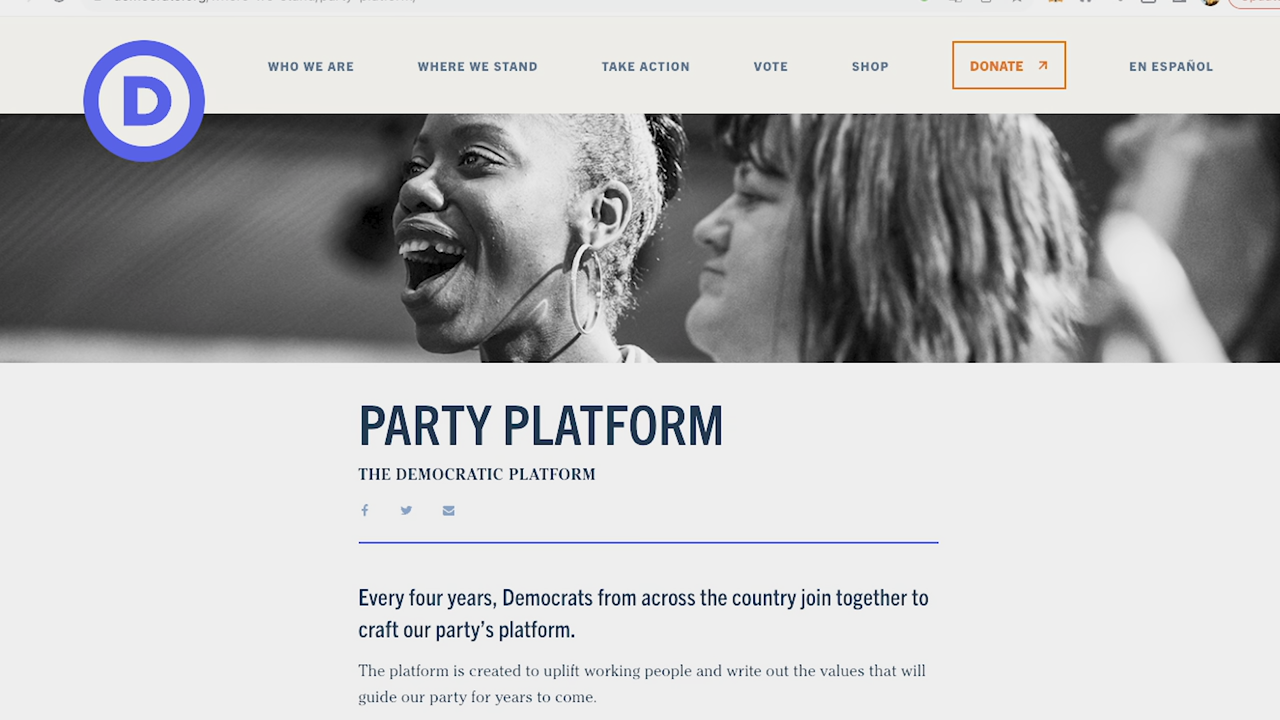 D
WHO WE ARE
WHERE WE STAND
TAKE ACTION
VOTE
SHOP
DONATE
EN ESPAÑOL
PARTY PLATFORM
THE DEMOCRATIC PLATFORM
Every four years, Democrats from across the country join together to
craft our party’s platform.
The platform is created to uplift working people and write out the values that will
guide our party for years to come.